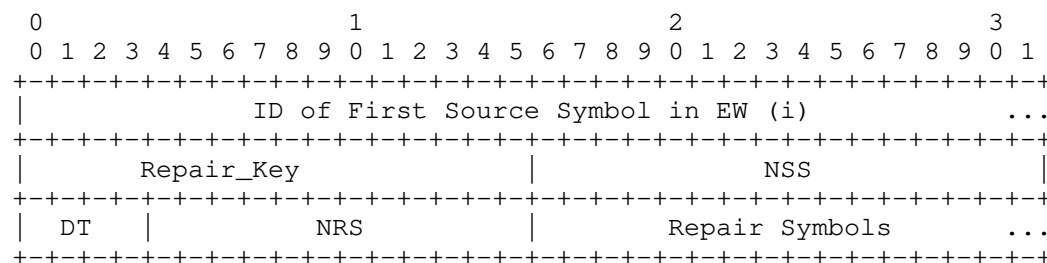 0                   1                   2                   3
 0 1 2 3 4 5 6 7 8 9 0 1 2 3 4 5 6 7 8 9 0 1 2 3 4 5 6 7 8 9 0 1
+-+-+-+-+-+-+-+-+-+-+-+-+-+-+-+-+-+-+-+-+-+-+-+-+-+-+-+-+-+-+-+-+
|              ID of First Source Symbol in EW (i)            ...
+-+-+-+-+-+-+-+-+-+-+-+-+-+-+-+-+-+-+-+-+-+-+-+-+-+-+-+-+-+-+-+-+
|       Repair_Key              |              NSS              |
+-+-+-+-+-+-+-+-+-+-+-+-+-+-+-+-+-+-+-+-+-+-+-+-+-+-+-+-+-+-+-+-+
|  DT   |          NRS          |        Repair Symbols       ...
+-+-+-+-+-+-+-+-+-+-+-+-+-+-+-+-+-+-+-+-+-+-+-+-+-+-+-+-+-+-+-+-+